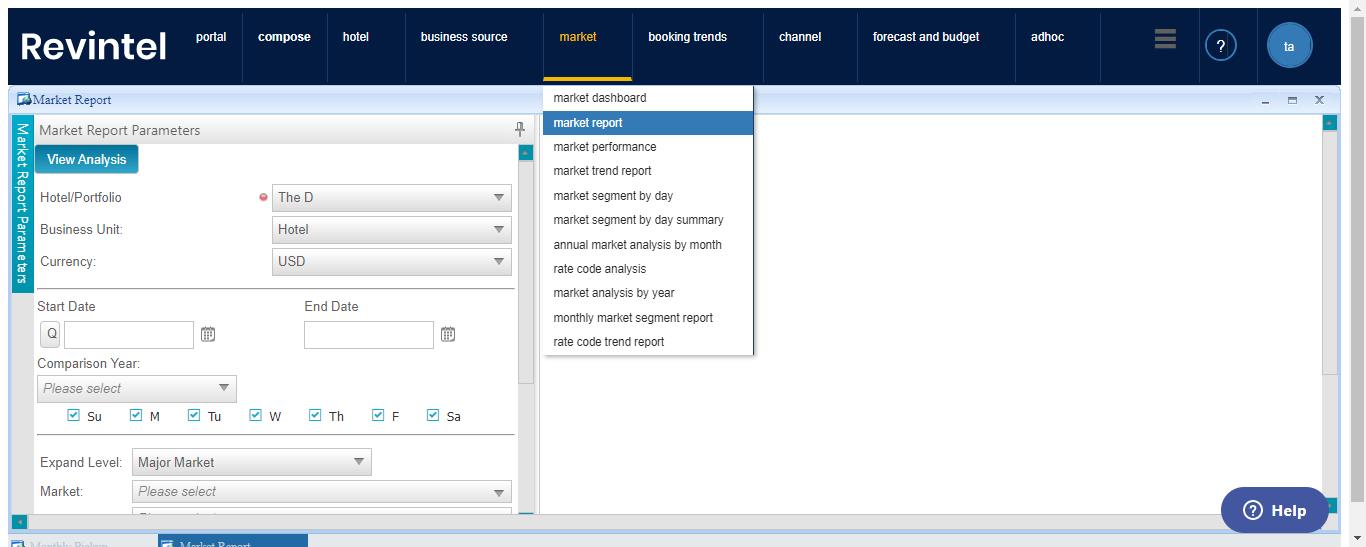 Revintel portal compose hotel business source market booking trends channel forecast and budget adhoc ? ta
Market Report
market dashboard
market report
market performance
market trend report
market segment by day
market segment by day summary
annual market analysis by month
rate code analysis
market analysis by year
monthly market segment report
rate code trend report
Market Report Parameters
Market Report Parameters
View Analysis
Hotel/Portfolio The D
Business Unit: Hotel
Currency: USD
Start Date End Date
Q
Comparison Year:
Please select
Su M Tu W Th F Sa
Expand Level: Major Market
Market: Please select
? Help
Monthly Pickup Market Report